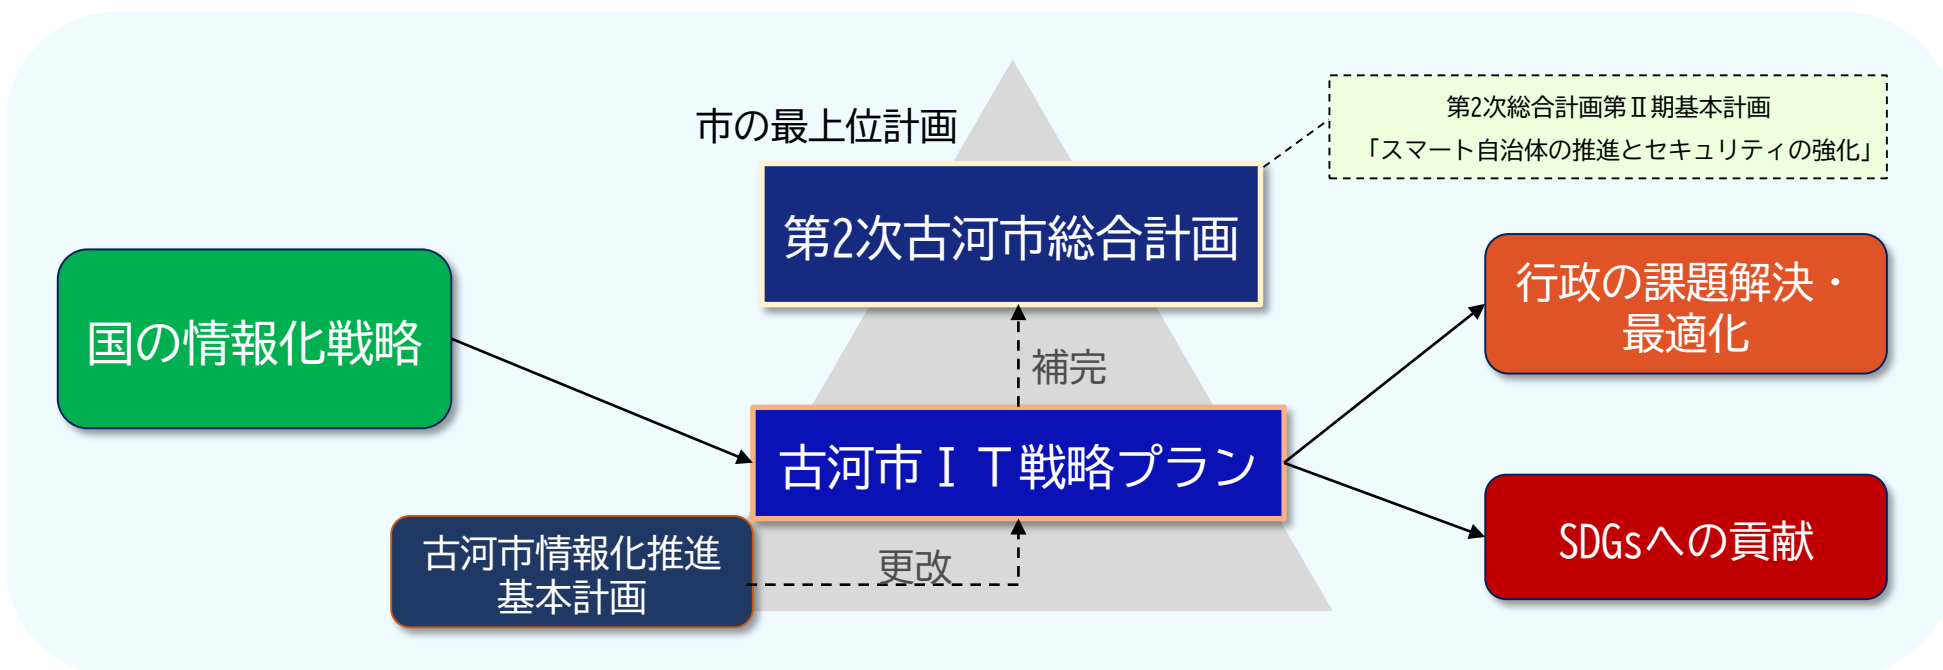 市の最上位計画
第2次総合計画第Ⅱ期基本計画
「スマート自治体の推進とセキュリティの強化」
第2次古河市総合計画
国の情報化戦略
行政の課題解決・
最適化
補完
古河市ＩＴ戦略プラン
古河市情報化推進
基本計画
更改
SDGsへの貢献